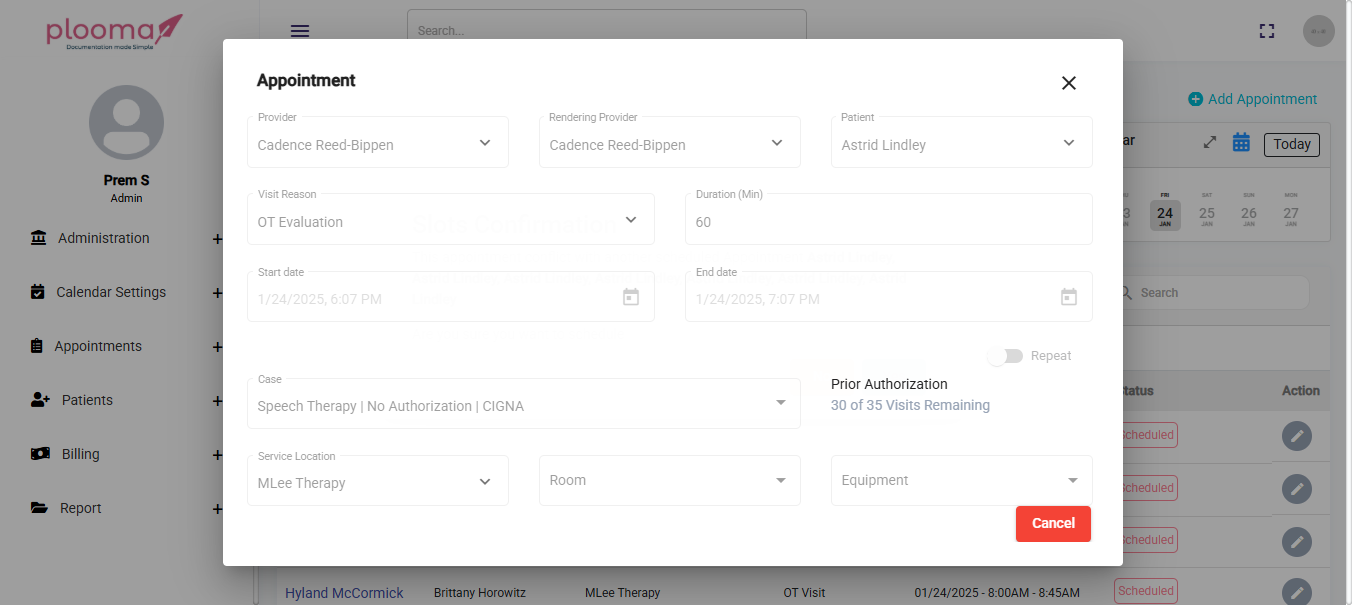 plooma
Documentation made Simple
Search...
Prem S
Admin
Administration +
Calendar Settings +
Appointments +
Patients +
Billing +
Report +
Add Appointment
Today
FRI SAT SUN MON
24 25 26 27
JAN JAN JAN JAN
Search
Action
Scheduled
Scheduled
Scheduled
Hyland McCormick Brittany Horowitz MLee Therapy OT Visit 01/24/2025 - 8:00AM - 8:45AM Scheduled
Appointment
Provider
Cadence Reed-Bippen
Rendering Provider
Cadence Reed-Bippen
Patient
Astrid Lindley
Visit Reason
OT Evaluation
Duration (Min)
60
Start date
1/24/2025, 6:07 PM
End date
1/24/2025, 7:07 PM
Repeat
Case
Speech Therapy | No Authorization | CIGNA
Prior Authorization
30 of 35 Visits Remaining
Service Location
MLee Therapy
Room
Equipment
Cancel